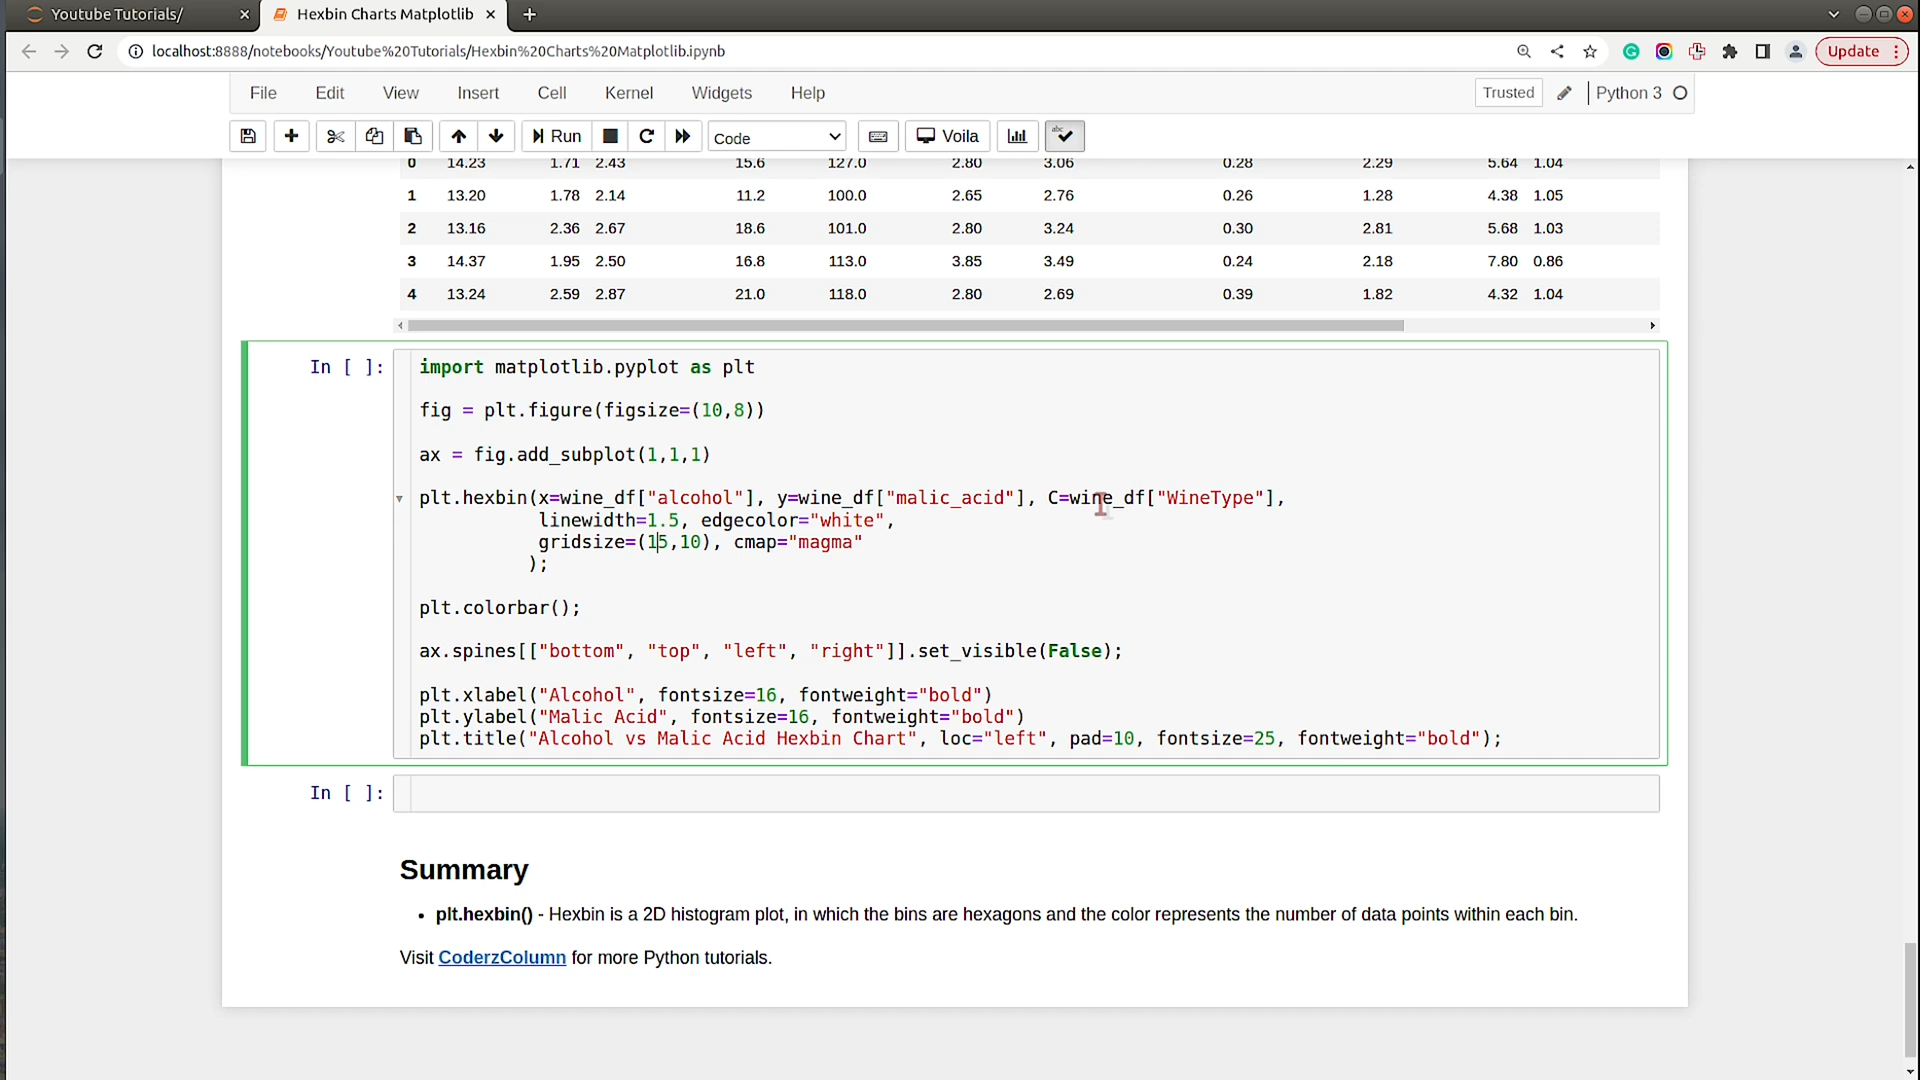 Youtube Tutorials/
Hexbin Charts Matplotlib
localhost:8888/notebooks/Youtube%20Tutorials/Hexbin%20Charts%20Matplotlib.ipynb
Update
File Edit View Insert Cell Kernel Widgets Help
Trusted
Python 3
Run
Code
Voila
0 14.23 1.71 2.43 15.6 127.0 2.80 3.06 0.28 2.29 5.64 1.04
1 13.20 1.78 2.14 11.2 100.0 2.65 2.76 0.26 1.28 4.38 1.05
2 13.16 2.36 2.67 18.6 101.0 2.80 3.24 0.30 2.81 5.68 1.03
3 14.37 1.95 2.50 16.8 113.0 3.85 3.49 0.24 2.18 7.80 0.86
4 13.24 2.59 2.87 21.0 118.0 2.80 2.69 0.39 1.82 4.32 1.04
In [ ]:
import matplotlib.pyplot as plt
fig = plt.figure(figsize=(10,8))
ax = fig.add_subplot(1,1,1)
plt.hexbin(x=wine_df["alcohol"], y=wine_df["malic_acid"], C=wine_df["WineType"],
linewidth=1.5, edgecolor="white",
gridsize=(15,10), cmap="magma"
);
plt.colorbar();
ax.spines[["bottom", "top", "left", "right"]].set_visible(False);
plt.xlabel("Alcohol", fontsize=16, fontweight="bold")
plt.ylabel("Malic Acid", fontsize=16, fontweight="bold")
plt.title("Alcohol vs Malic Acid Hexbin Chart", loc="left", pad=10, fontsize=25, fontweight="bold");
In [ ]:
Summary
• plt.hexbin() - Hexbin is a 2D histogram plot, in which the bins are hexagons and the color represents the number of data points within each bin.
Visit CoderzColumn for more Python tutorials.